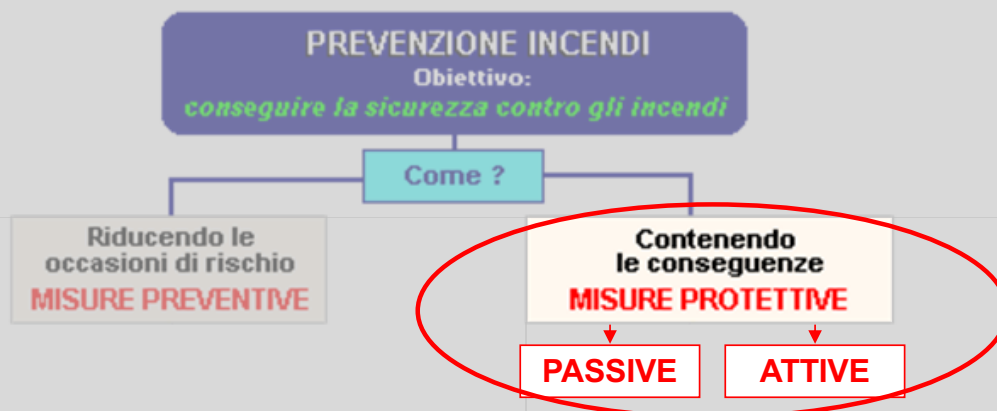 PREVENZIONE INCENDI
Obiettivo:
conseguire la sicurezza contro gli incendi
Come ?
Riducendo le
occasioni di rischio
MISURE PREVENTIVE
Contenendo
le conseguenze
MISURE PROTETTIVE
PASSIVE
ATTIVE